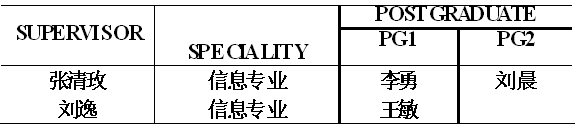 SUPERVISOR SPECIALITY POSTGRADUATE
PG1 PG2
张清玫 信息专业 李勇 刘晨
刘逸 信息专业 王敏